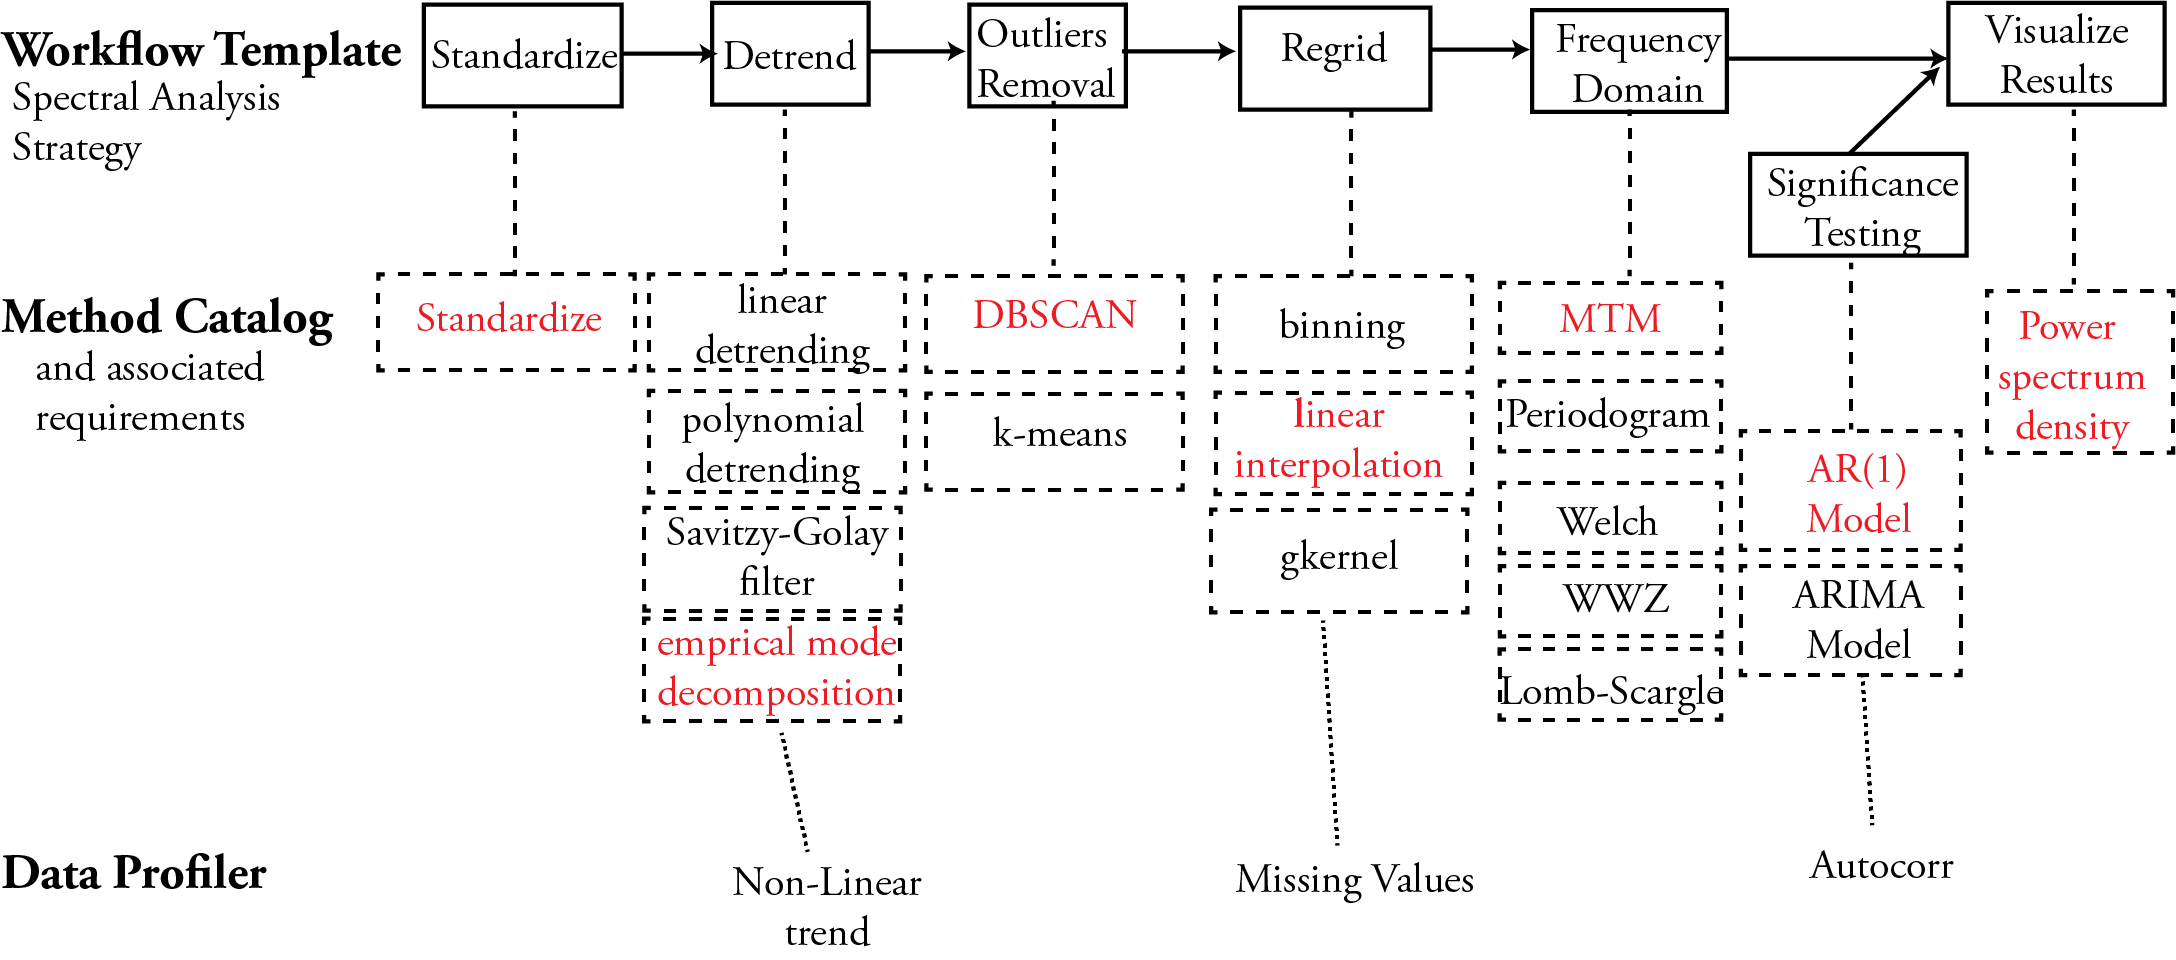 Workflow Template
Spectral Analysis
Strategy
Standardize
Detrend
Outliers
Removal
Regrid
Frequency
Domain
Visualize
Results
Significance
Testing
Method Catalog
and associated
requirements
Standardize
linear
detrending
polynomial
detrending
Savitzy-Golay
filter
emprical mode
decomposition
DBSCAN
k-means
binning
linear
interpolation
gkernel
MTM
Periodogram
Welch
WWZ
Lomb-Scargle
AR(1)
Model
ARIMA
Model
Power
spectrum
density
Data Profiler
Non-Linear
trend
Missing Values
Autocorr